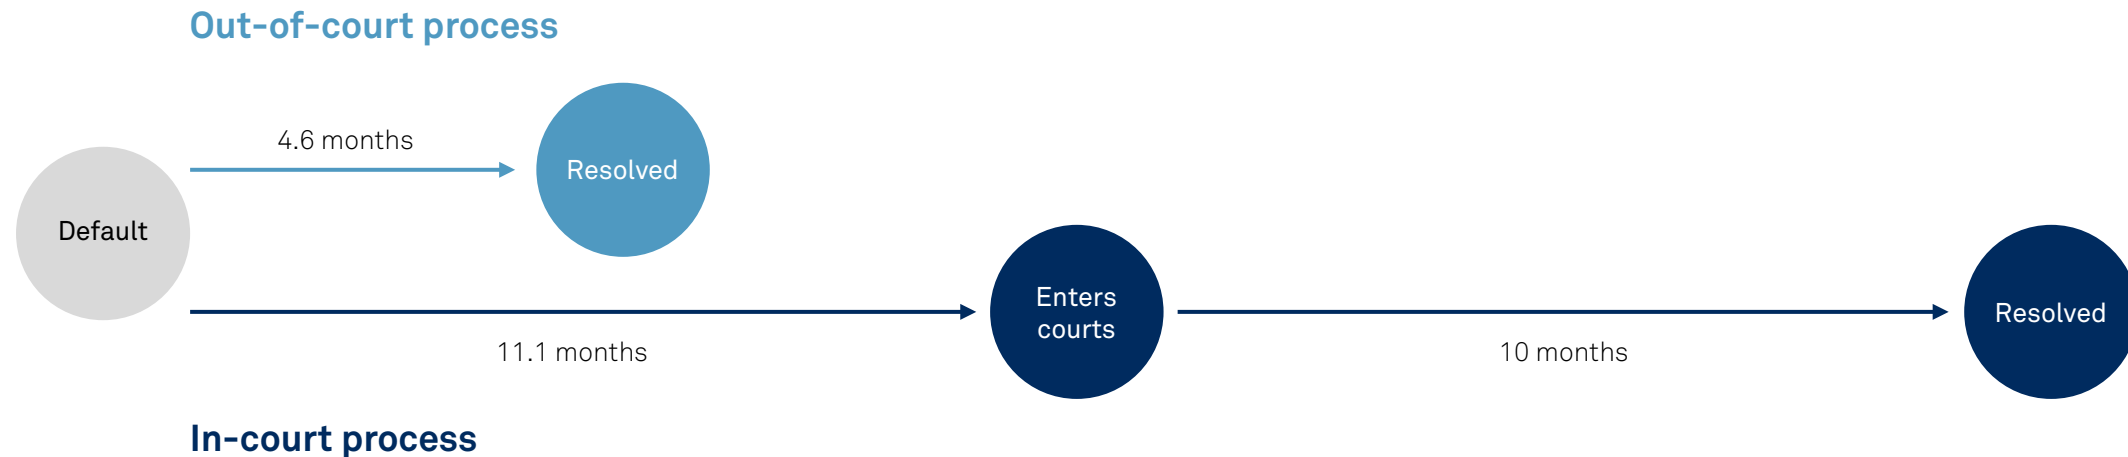 Out-of-court process
4.6 months
Resolved
Default
Enters
courts
Resolved
11.1 months
10 months
In-court process